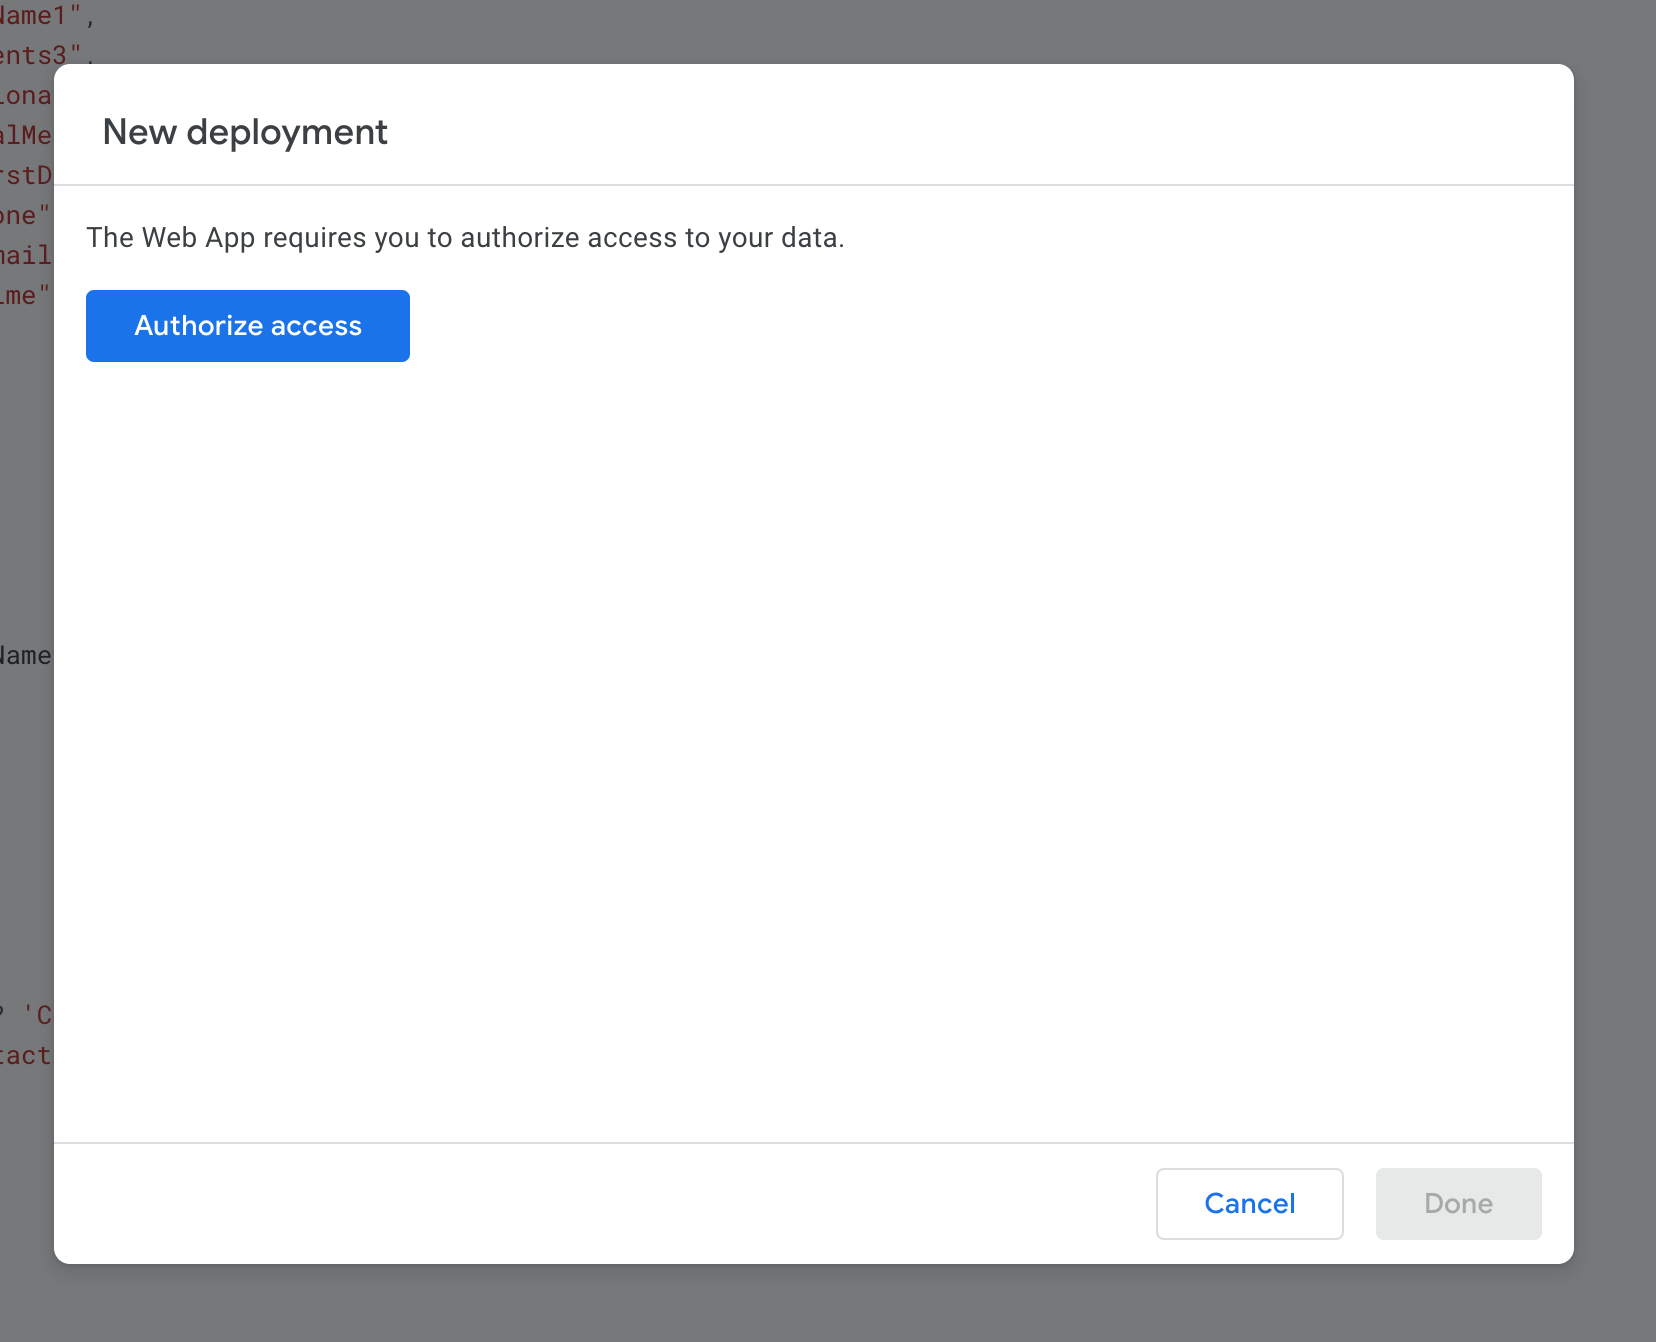 Name1",
ents3",
iona
alMe
rstD
one"
mail
ime"
New deployment
The Web App requires you to authorize access to your data.
Authorize access
Name
? 'C
tact
Cancel
Done